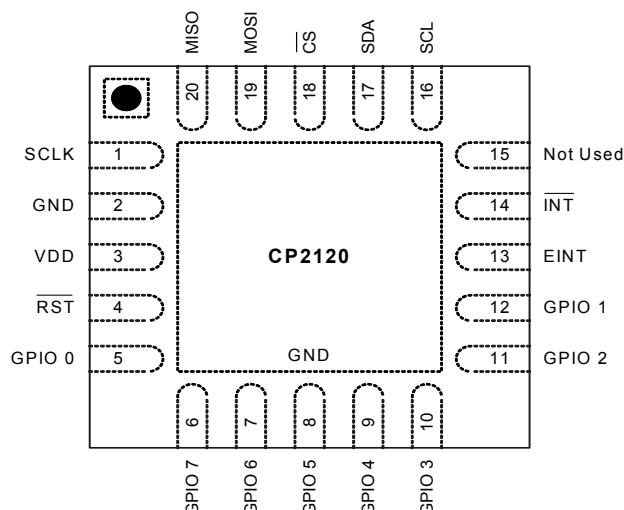 MISO MOSI CS SDA SCL
20 19 18 17 16
SCLK 1 15 Not Used
GND 2 14 INT
VDD 3 CP2120 13 EINT
RST 4 12 GPIO 1
GPIO 0 5 GND 11 GPIO 2
6 7 8 9 10
GPIO 7 GPIO 6 GPIO 5 GPIO 4 GPIO 3